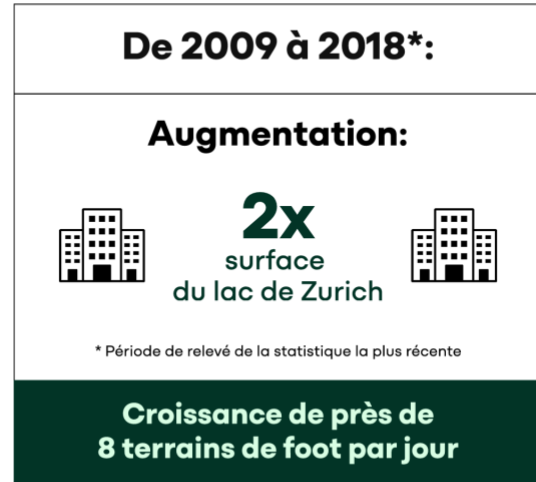 De 2009 à 2018*:
Augmentation:
2x
surface
du lac de Zurich
* Période de relevé de la statistique la plus récente
Croissance de près de
8 terrains de foot par jour